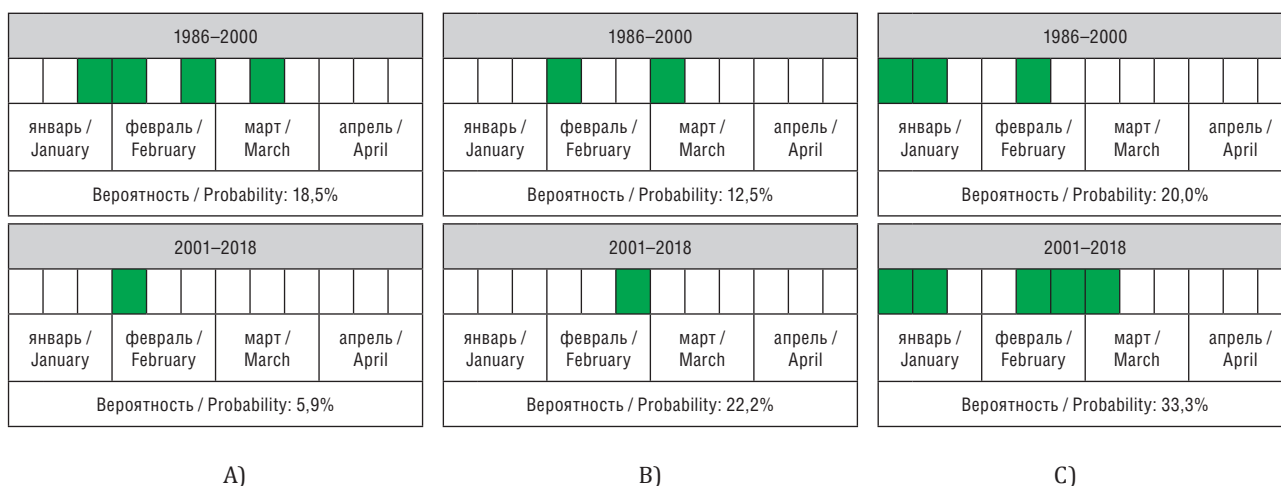 1986–2000
январь /
January
февраль /
February
март /
March
апрель /
April
Вероятность / Probability: 18,5%
2001–2018
январь /
January
февраль /
February
март /
March
апрель /
April
Вероятность / Probability: 5,9%
A)
1986–2000
январь /
January
февраль /
February
март /
March
апрель /
April
Вероятность / Probability: 12,5%
2001–2018
январь /
January
февраль /
February
март /
March
апрель /
April
Вероятность / Probability: 22,2%
B)
1986–2000
январь /
January
февраль /
February
март /
March
апрель /
April
Вероятность / Probability: 20,0%
2001–2018
январь /
January
февраль /
February
март /
March
апрель /
April
Вероятность / Probability: 33,3%
C)